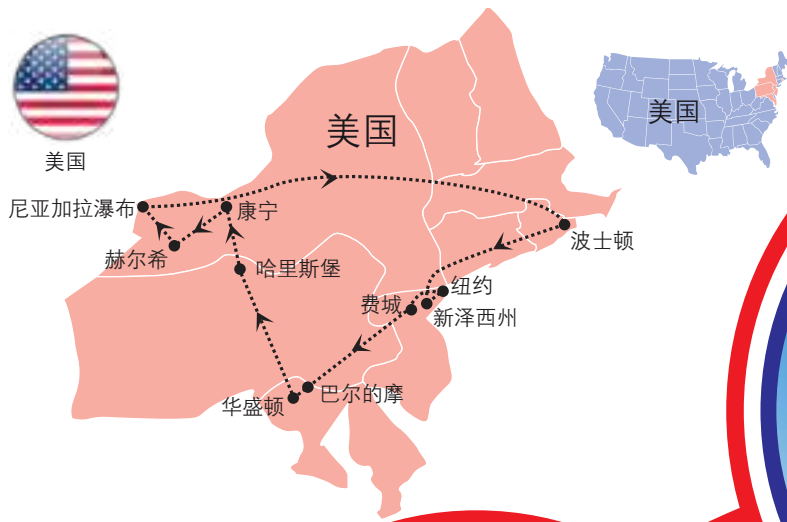 美国
美国
美国
尼亚加拉瀑布
康宁
赫尔希
哈里斯堡
波士顿
纽约
费城
新泽西州
巴尔的摩
华盛顿